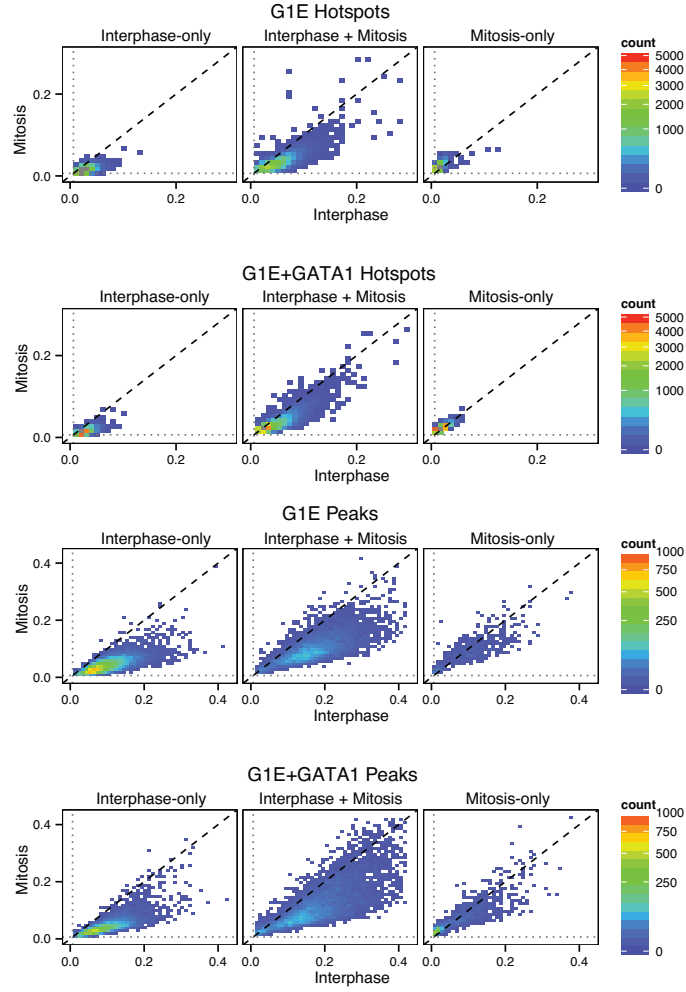 G1E Hotspots
Interphase-only Interphase + Mitosis Mitosis-only
count
5000
4000
3000
2000
1000
0
Mitosis
0.2
0.0
0.0 0.2 0.0 0.2 0.0 0.2
Interphase
G1E+GATA1 Hotspots
Interphase-only Interphase + Mitosis Mitosis-only
count
5000
4000
3000
2000
1000
0
Mitosis
0.2
0.0
0.0 0.2 0.0 0.2 0.0 0.2
Interphase
G1E Peaks
Interphase-only Interphase + Mitosis Mitosis-only
count
1000
750
500
250
0
Mitosis
0.4
0.2
0.0
0.0 0.2 0.4 0.0 0.2 0.4 0.0 0.2 0.4
Interphase
G1E+GATA1 Peaks
Interphase-only Interphase + Mitosis Mitosis-only
count
1000
750
500
250
0
Mitosis
0.4
0.2
0.0
0.0 0.2 0.4 0.0 0.2 0.4 0.0 0.2 0.4
Interphase